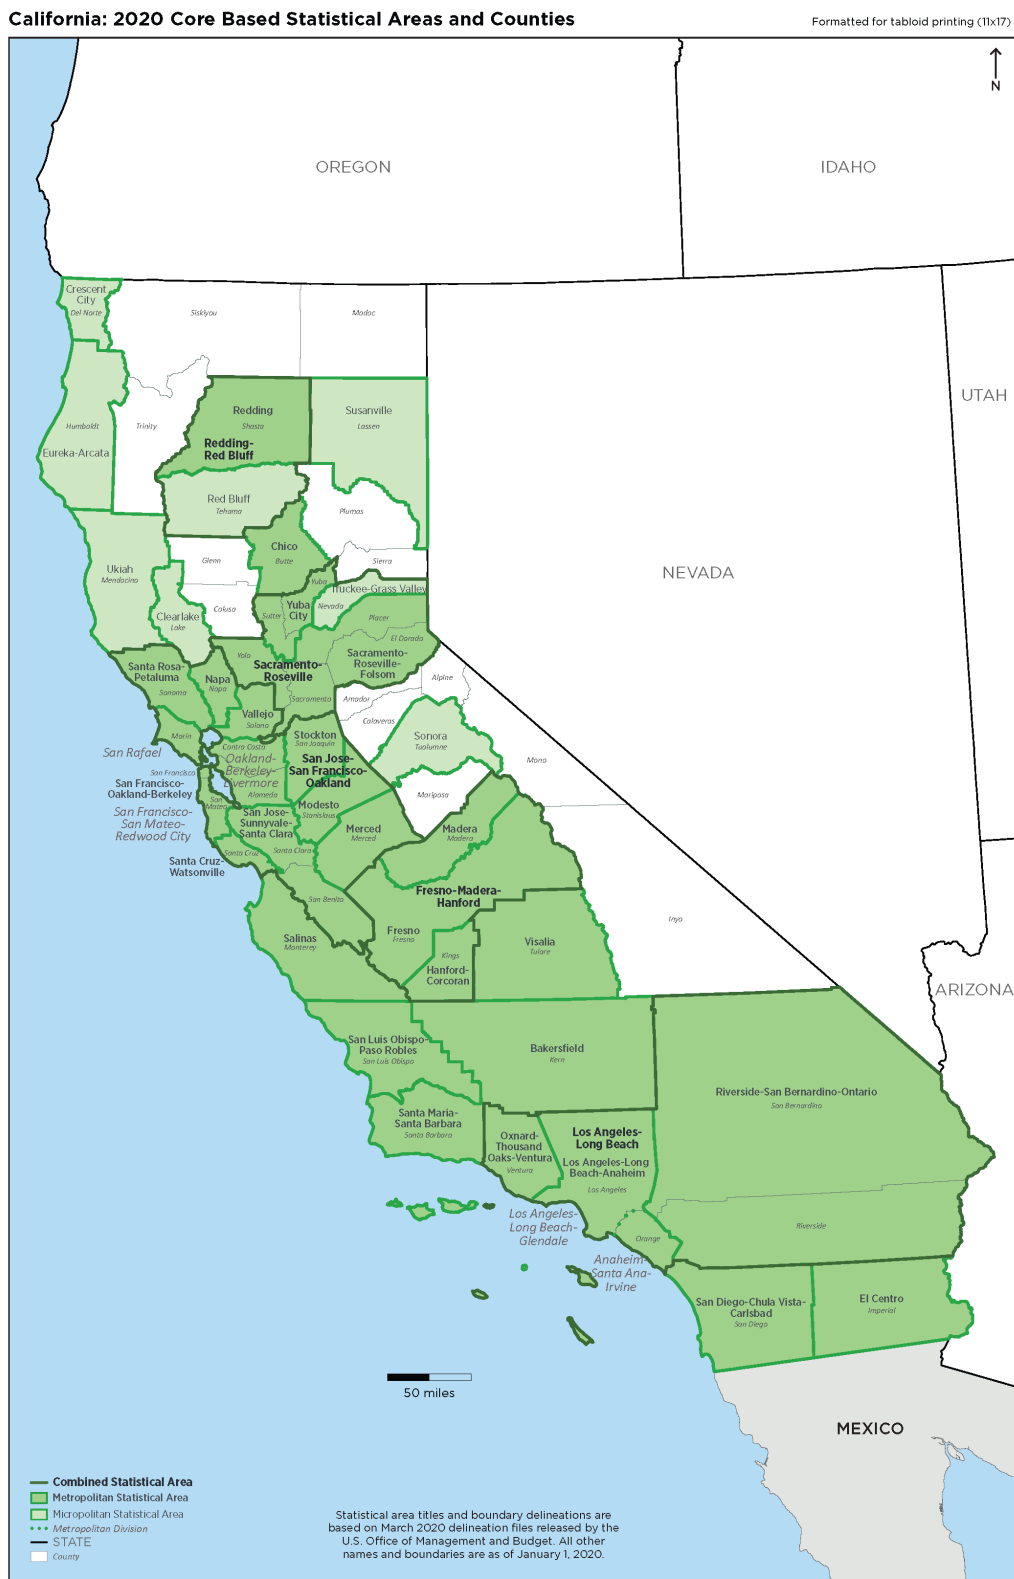 California: 2020 Core Based Statistical Areas and Counties
Formatted for tabloid printing (11x17)
N
OREGON
IDAHO
Crescent
City
Del Norte
Siskiyou
Modoc
UTAH
Redding
Shasta
Redding-
Red Bluff
Susanville
Lassen
Humboldt
Trinity
Eureka-Arcata
Red Bluff
Tehama
Plumas
NEVADA
Chico
Butte
Glenn
Sierra
Ukiah
Mendocino
Yuba
Truckee-Grass Valley
Nevada
Colusa
Clearlake
Lake
Sutter
Yuba
City
Placer
El Dorado
Yolo
Sacramento-
Roseville
Sacramento-
Roseville-
Folsom
Santa Rosa-
Petaluma
Sonoma
Napa
Napa
Alpine
Amador
Sacramento
Vallejo
Solano
Calaveras
Marin
Stockton
San Joaquin
Sonora
Tuolumne
San Rafael
Contra Costa
Oakland-
Berkeley-
Livermore
Alameda
San Jose-
San Francisco-
Oakland
Mono
San Francisco
San Francisco-
Oakland-Berkeley
San
Mateo
Mariposa
San Francisco-
San Mateo-
Redwood City
San Jose-
Sunnyvale-
Santa Clara
Modesto
Stanislaus
Merced
Merced
Madera
Madera
Santa Cruz
Santa Clara
Santa Cruz-
Watsonville
San Benito
Fresno-Madera-
Hanford
Inyo
Salinas
Monterey
Fresno
Fresno
Visalia
Tulare
Kings
Hanford-
Corcoran
ARIZONA
San Luis Obispo-
Paso Robles
San Luis Obispo
Bakersfield
Kern
Riverside-San Bernardino-Ontario
San Bernardino
Santa Maria-
Santa Barbara
Santa Barbara
Oxnard-
Thousand
Oaks-Ventura
Ventura
Los Angeles-
Long Beach
Los Angeles-Long
Beach-Anaheim
Los Angeles
Los Angeles-
Long Beach-
Glendale
Orange
Riverside
Anaheim-
Santa Ana-
Irvine
San Diego-Chula Vista-
Carlsbad
San Diego
El Centro
Imperial
50 miles
MEXICO
Combined Statistical Area
Metropolitan Statistical Area
Micropolitan Statistical Area
Metropolitan Division
STATE
County
Statistical area titles and boundary delineations are
based on March 2020 delineation files released by the
U.S. Office of Management and Budget. All other
names and boundaries are as of January 1, 2020.